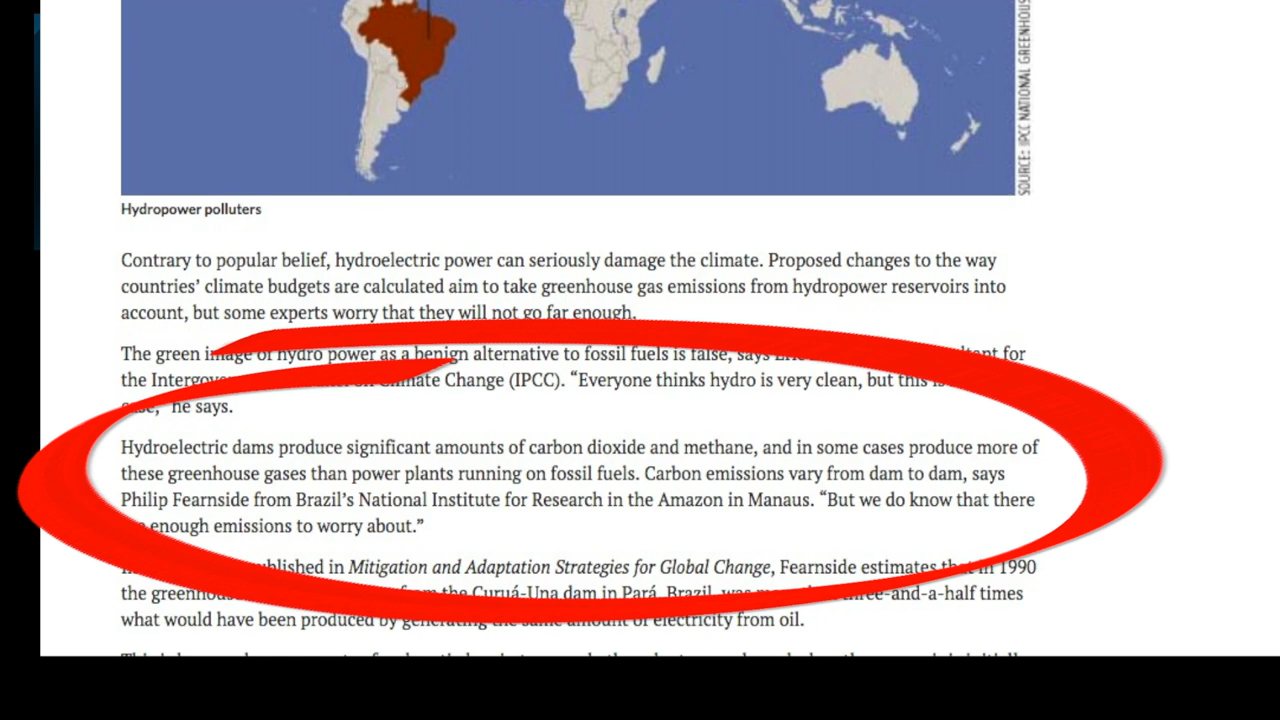 SOURCE: IPCC NATIONAL GREENHOUS
Hydropower polluters
Contrary to popular belief, hydroelectric power can seriously damage the climate. Proposed changes to the way
countries’ climate budgets are calculated aim to take greenhouse gas emissions from hydropower reservoirs into
account, but some experts worry that they will not go far enough.
The green image of hydro power as a benign alternative to fossil fuels is false, says for
the Climate Change (IPCC). “Everyone thinks hydro is very clean, but this
case,” he says.
Hydroelectric dams produce significant amounts of carbon dioxide and methane, and in some cases produce more of
these greenhouse gases than power plants running on fossil fuels. Carbon emissions vary from dam to dam, says
Philip Fearnside from Brazil’s National Institute for Research in the Amazon in Manaus. “But we do know that there
enough emissions to worry about.”
in Mitigation and Adaptation Strategies for Global Change, Fearnside estimates that in 1990
the from the Curuá-Una dam in Pará, Brazil, was three-and-a-half times
what would have been produced by generating the same amount of electricity from oil.